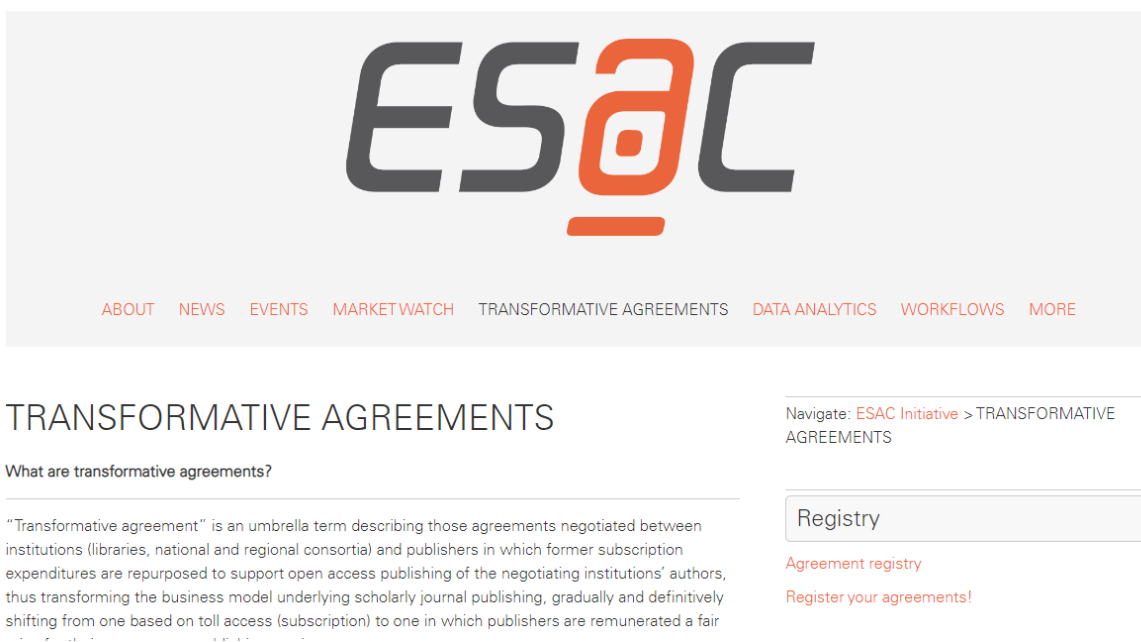 ESaC
ABOUT NEWS EVENTS MARKET WATCH TRANSFORMATIVE AGREEMENTS DATA ANALYTICS WORKFLOWS MORE
TRANSFORMATIVE AGREEMENTS
What are transformative agreements?
“Transformative agreement” is an umbrella term describing those agreements negotiated between
institutions (libraries, national and regional consortia) and publishers in which former subscription
expenditures are repurposed to support open access publishing of the negotiating institutions’ authors,
thus transforming the business model underlying scholarly journal publishing, gradually and definitively
shifting from one based on toll access (subscription) to one in which publishers are remunerated a fair
Navigate: ESAC Initiative > TRANSFORMATIVE
AGREEMENTS
Registry
Agreement registry
Register your agreements!